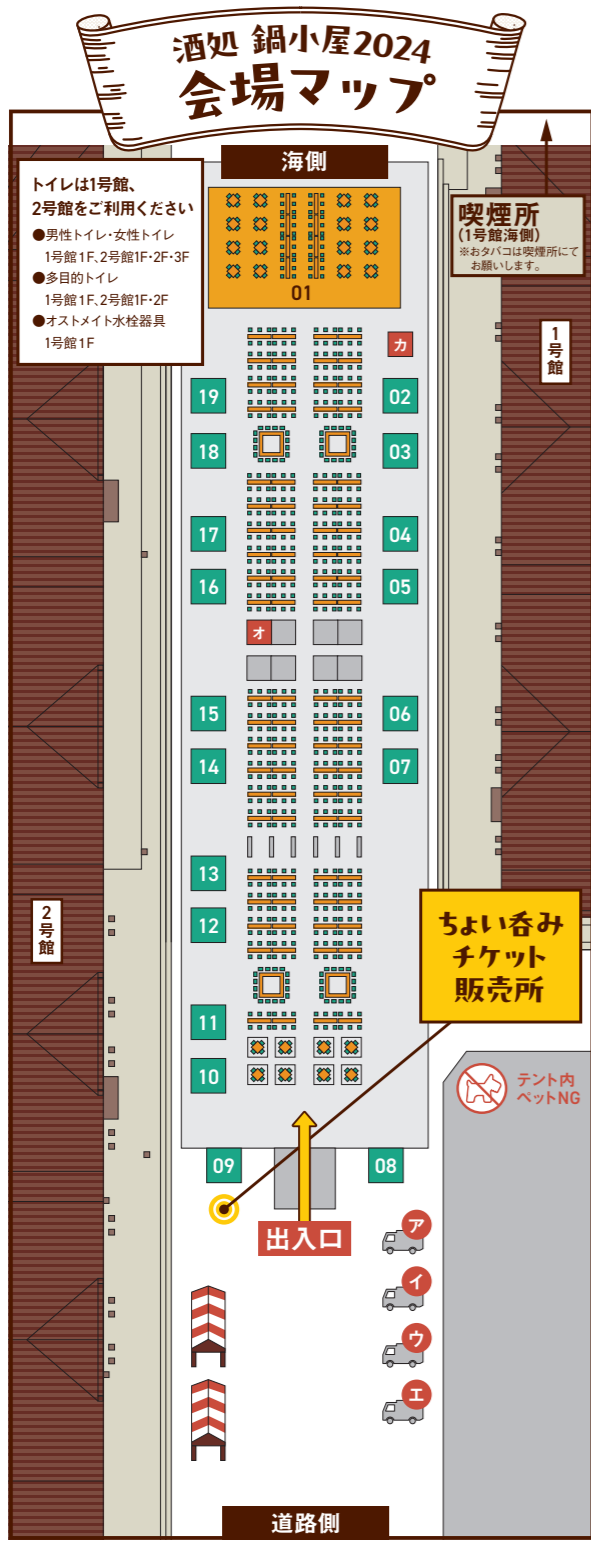 酒処 鍋小屋2024
会場マップ
海側
トイレは1号館、
2号館をご利用ください
●男性トイレ・女性トイレ
1号館1F、2号館1F・2F・3F
●多目的トイレ
1号館1F、2号館1F・2F
●オストメイト水栓器具
1号館1F
喫煙所
(1号館海側)
※おタバコは喫煙所にて
お願いします。
01
カ
1号館
19
02
18
03
17
04
16
05
オ
15
06
14
07
13
12
2号館
ちょい呑み
チケット
販売所
11
10
テント内
ペットNG
09
08
出入口
ア
イ
ウ
エ
道路側